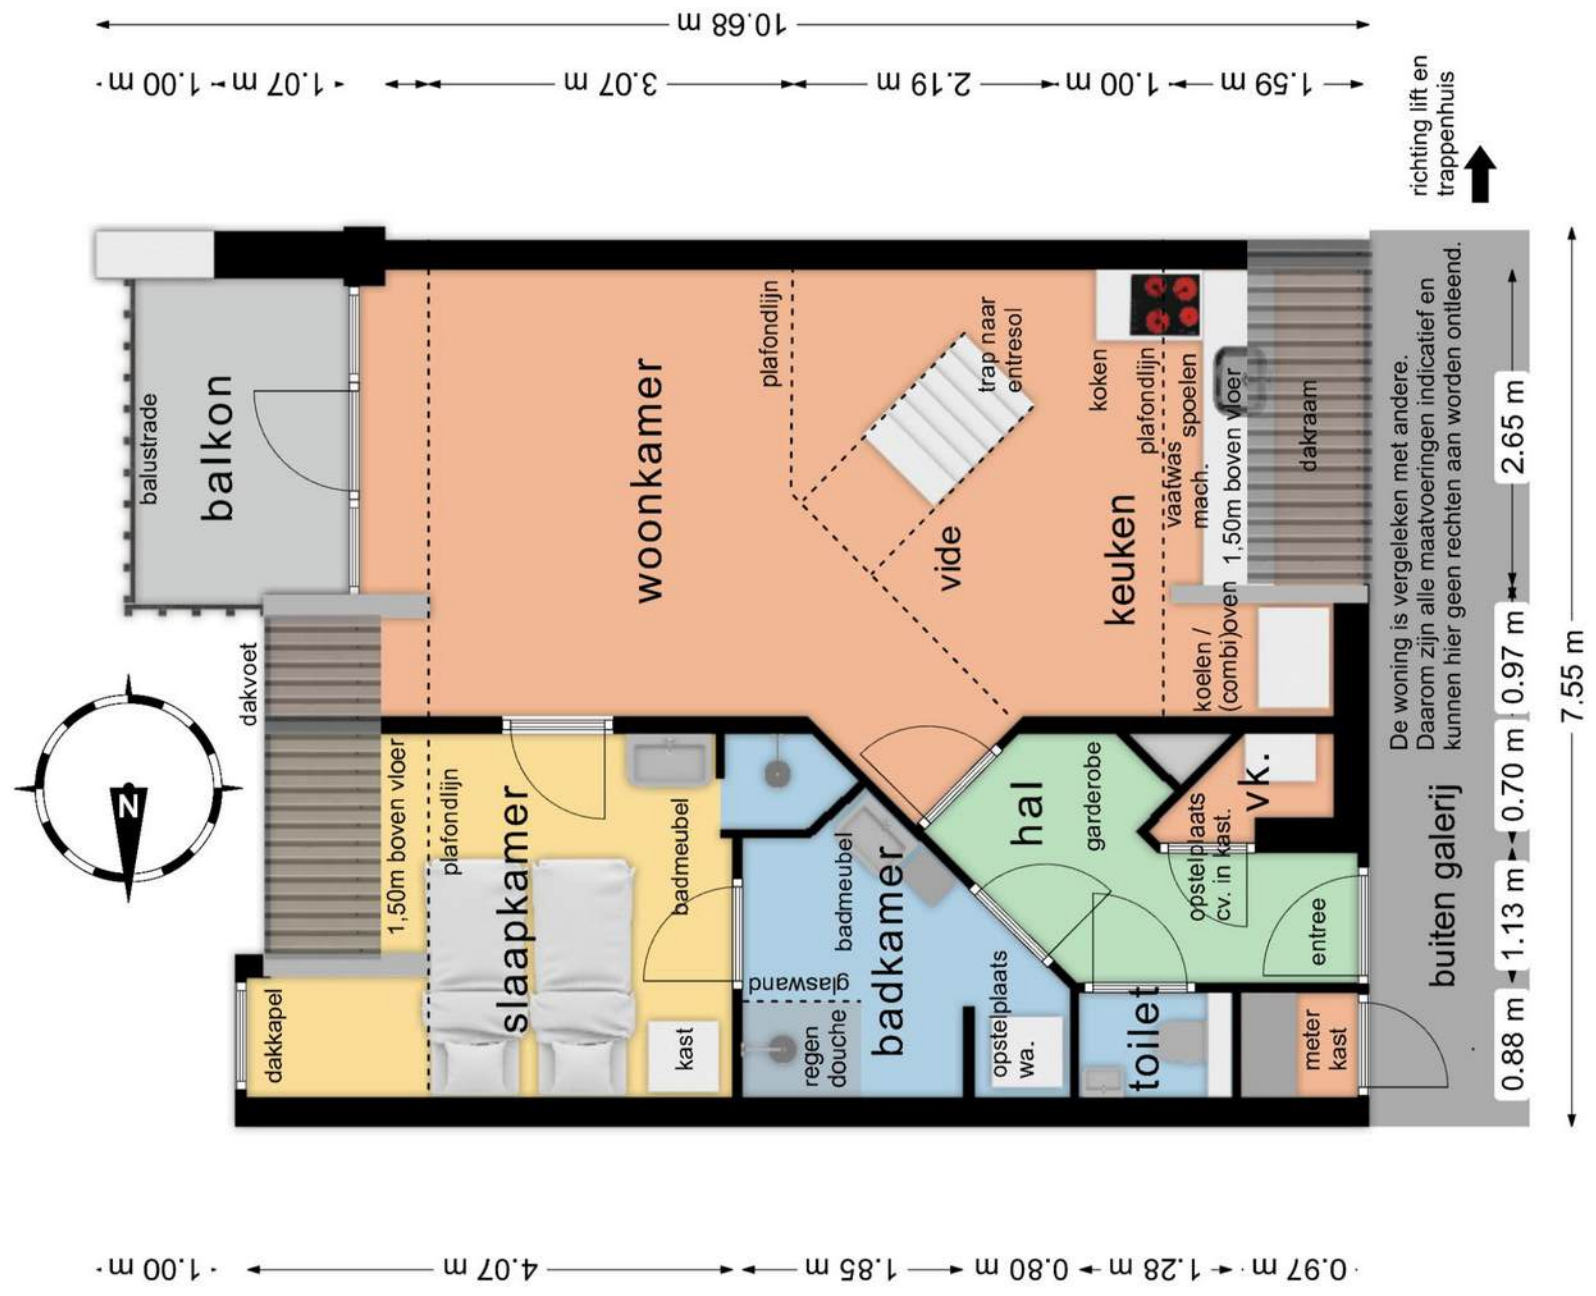 10.68 m
1.00 m
1.07 m
3.07 m
2.19 m
1.00 m
1.59 m
richting lift en
trappenhuis
balustrade
balkon
dakvoet
N
woonkamer
plafondlijn
trap naar
entresol
vide
koken
plafondlijn
spoelen
vaatwas
mach.
1,50m boven vloer
keuken
koelen /
(combi)oven
dakraam
De woning is vergeleken met andere.
Daarom zijn alle maatvoeringen indicatief en
kunnen hier geen rechten aan worden ontleend.
buiten galerij
1,50m boven vloer
plafondlijn
slaapkamer
badmeubel
kast
dakkapel
badmeubel
badkamer
glaswand
regen
douche
opstelplaats
wa.
hal
garderobe
vk.
opstelplaats
cv. in kast.
entree
toilet
meter
kast
2.65 m
0.97 m
0.70 m
1.13 m
0.88 m
7.55 m
1.00 m
4.07 m
1.85 m
0.80 m
1.28 m
0.97 m